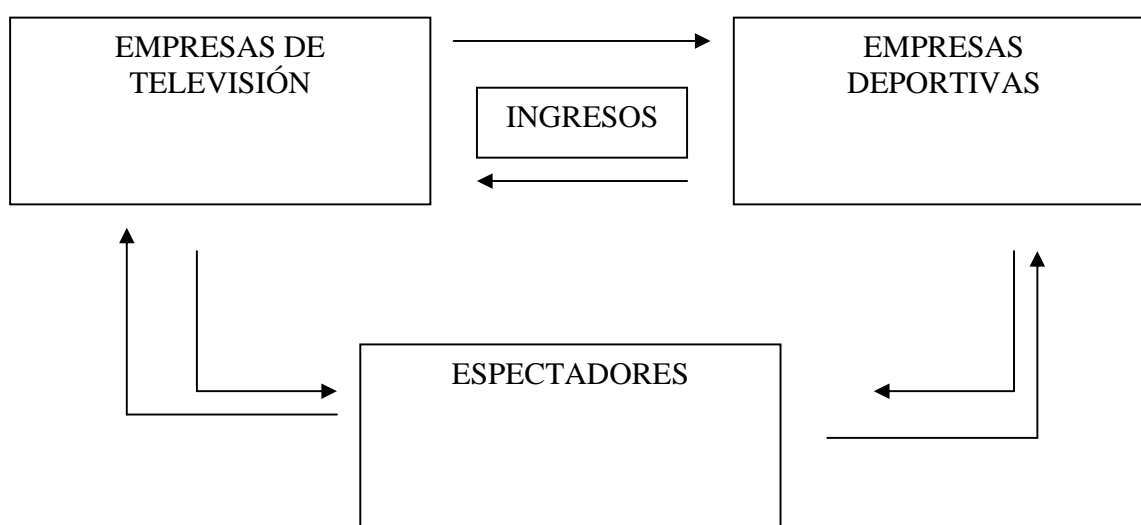 EMPRESAS DE
TELEVISIÓN
INGRESOS
EMPRESAS
DEPORTIVAS
ESPECTADORES